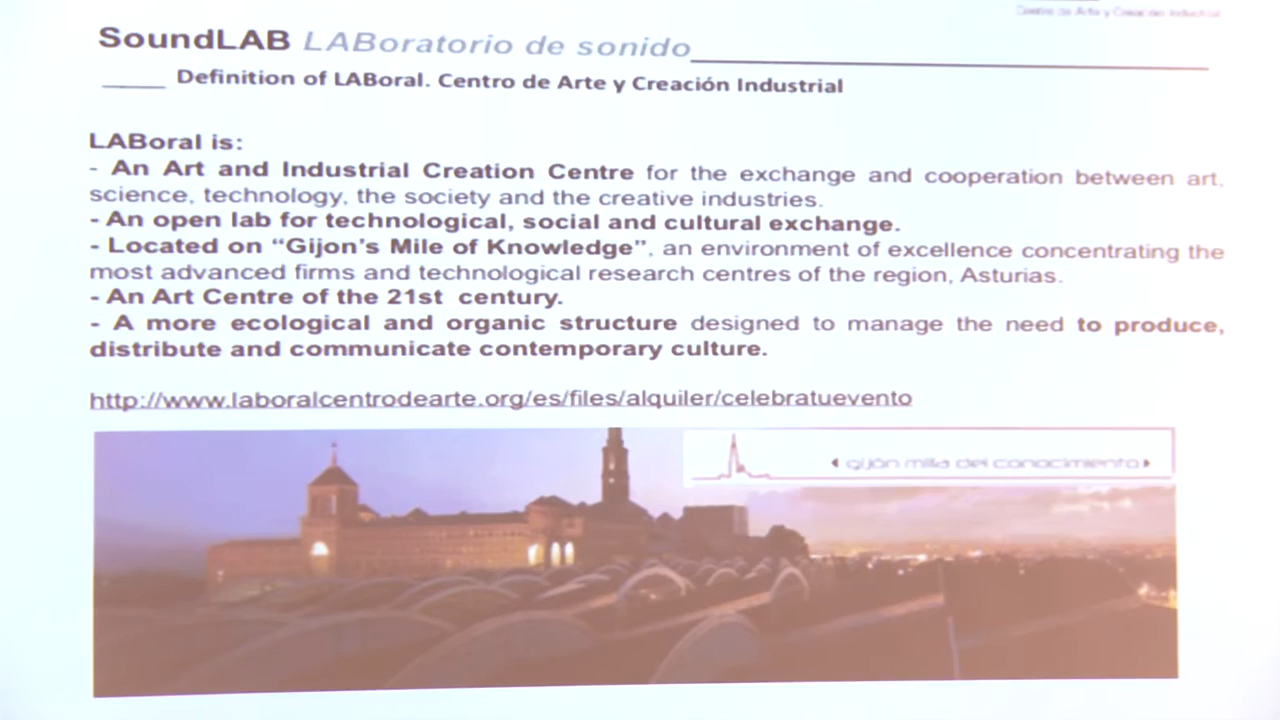 Centro de Arte y Creación Industrial
SoundLAB LABoratorio de sonido
Definition of LABoral. Centro de Arte y Creación Industrial
LABoral is:
- An Art and Industrial Creation Centre for the exchange and cooperation between art,
science, technology, the society and the creative industries.
- An open lab for technological, social and cultural exchange.
- Located on “Gijon’s Mile of Knowledge”, an environment of excellence concentrating the
most advanced firms and technological research centres of the region, Asturias.
- An Art Centre of the 21st century.
- A more ecological and organic structure designed to manage the need to produce,
distribute and communicate contemporary culture.
http://www.laboralcentrodearte.org/es/files/alquiler/celebratuevento
gijón milla del conocimiento